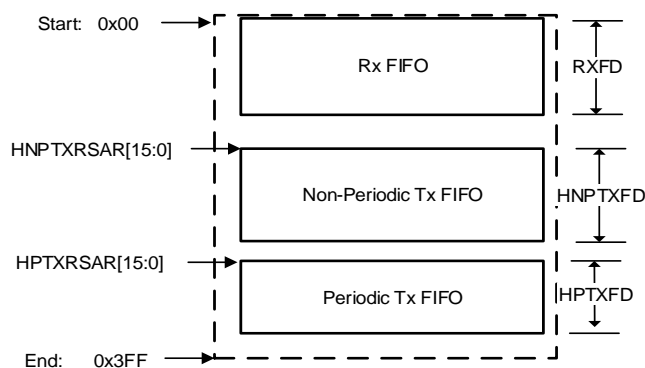 Start: 0x00
Rx FIFO
RXFD
HNPTXRSAR[15:0]
Non-Periodic Tx FIFO
HNPTXFD
HPTXRSAR[15:0]
Periodic Tx FIFO
HPTXFD
End: 0x3FF